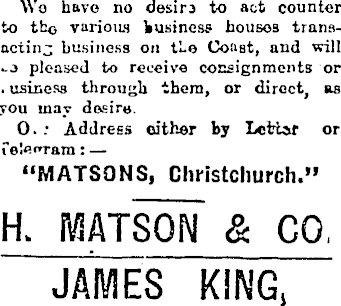 We have no desire to act counter
to the various business houses trans-
acting business on the Coast, and will
pleased to receive consignments or
business through them, or direct, as
you may desire.
O.: Address either by Letter or
Telegram:—
"MATSONS, Christchurch."
H. MATSON & CO.
JAMES KING,